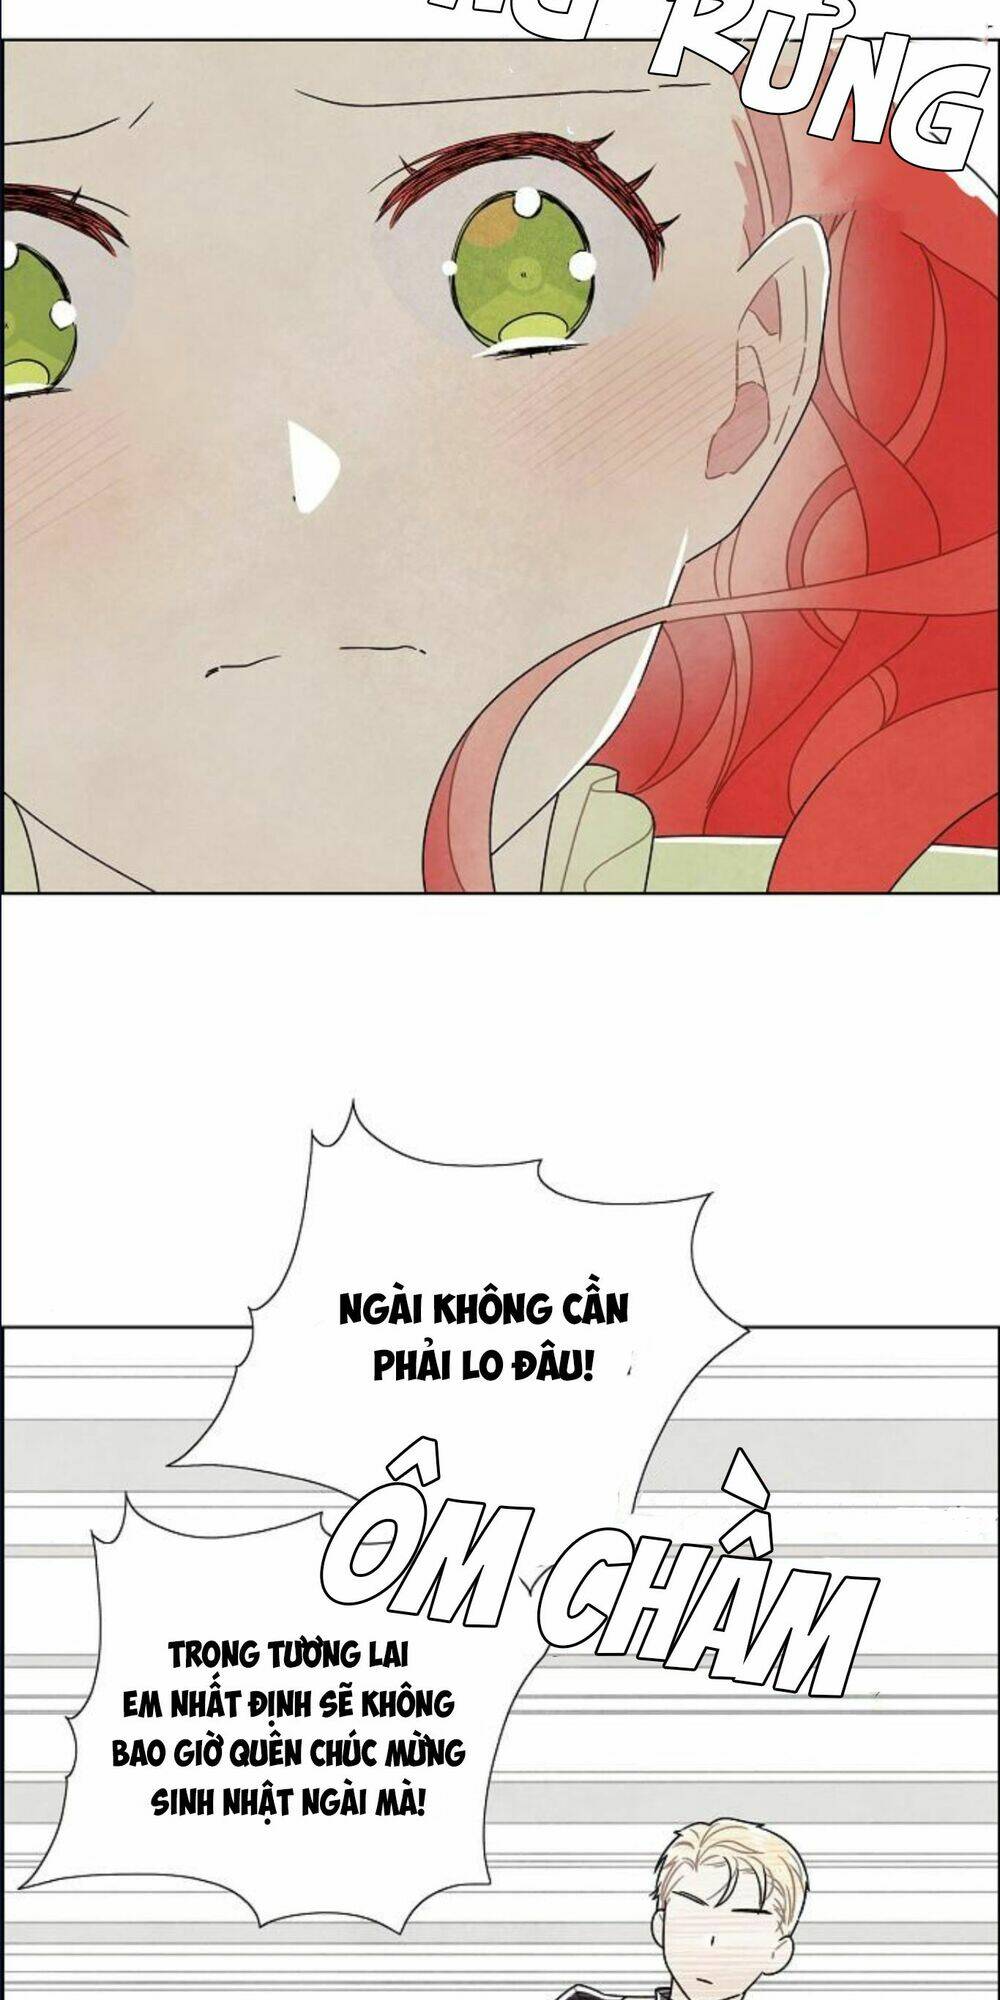 RỬNG
NGÀI KHÔNG CẦN
PHẢI LO ĐÂU!
ÔM CHẦM
TRONG TƯƠNG LAI
EM NHẤT ĐỊNH SẼ KHÔNG
BAO GIỜ QUÊN CHÚC MỪNG
SINH NHẬT NGÀI MÀ!